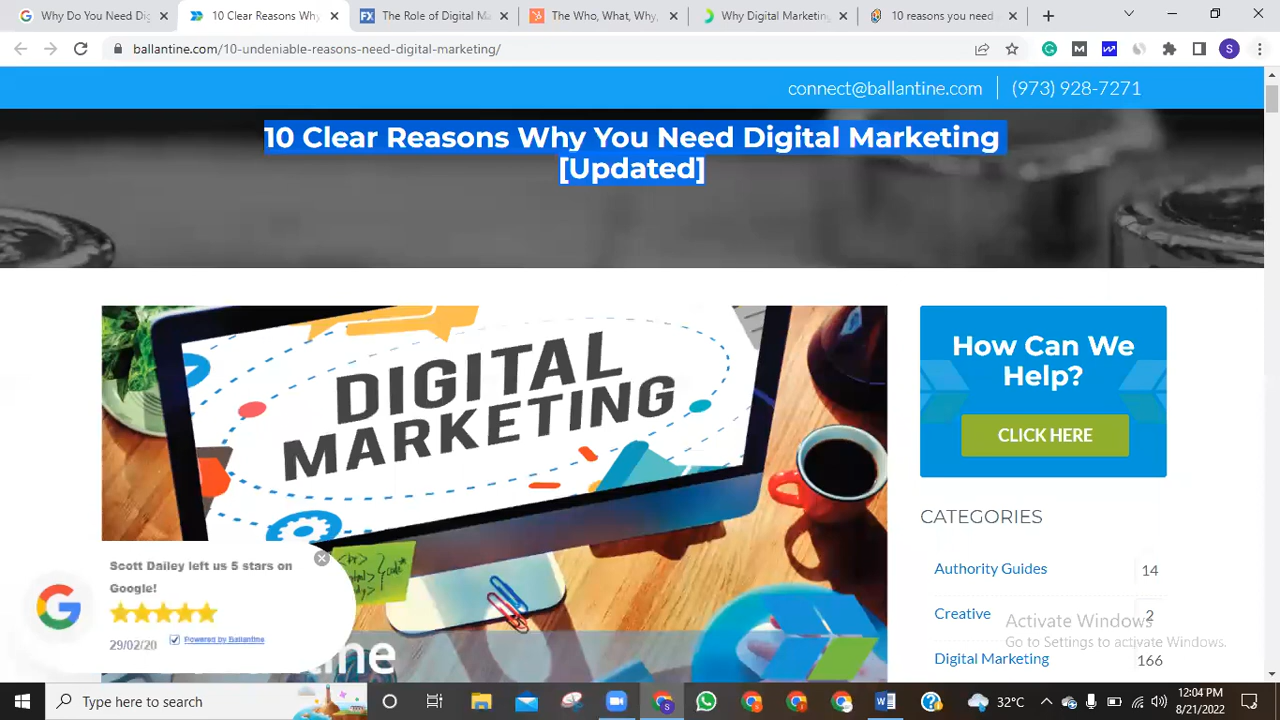 Why Do You Need Dig
10 Clear Reasons Why
The Role of Digital M
The Who, What, Why,
Why Digital Marketing
10 reasons you need
ballantine.com/10-undeniable-reasons-need-digital-marketing/
connect@ballantine.com
(973) 928-7271
10 Clear Reasons Why You Need Digital Marketing
[Updated]
DIGITAL
MARKETING
How Can We
Help?
CLICK HERE
CATEGORIES
Authority Guides 14
Creative 2
Digital Marketing 166
Scott Dailey left us 5 stars on
Google!
29/02/20
Powered by Ballantine
Activate Windows
Go to Settings to activate Windows.
Type here to search
32°C
12:04 PM
8/21/2022